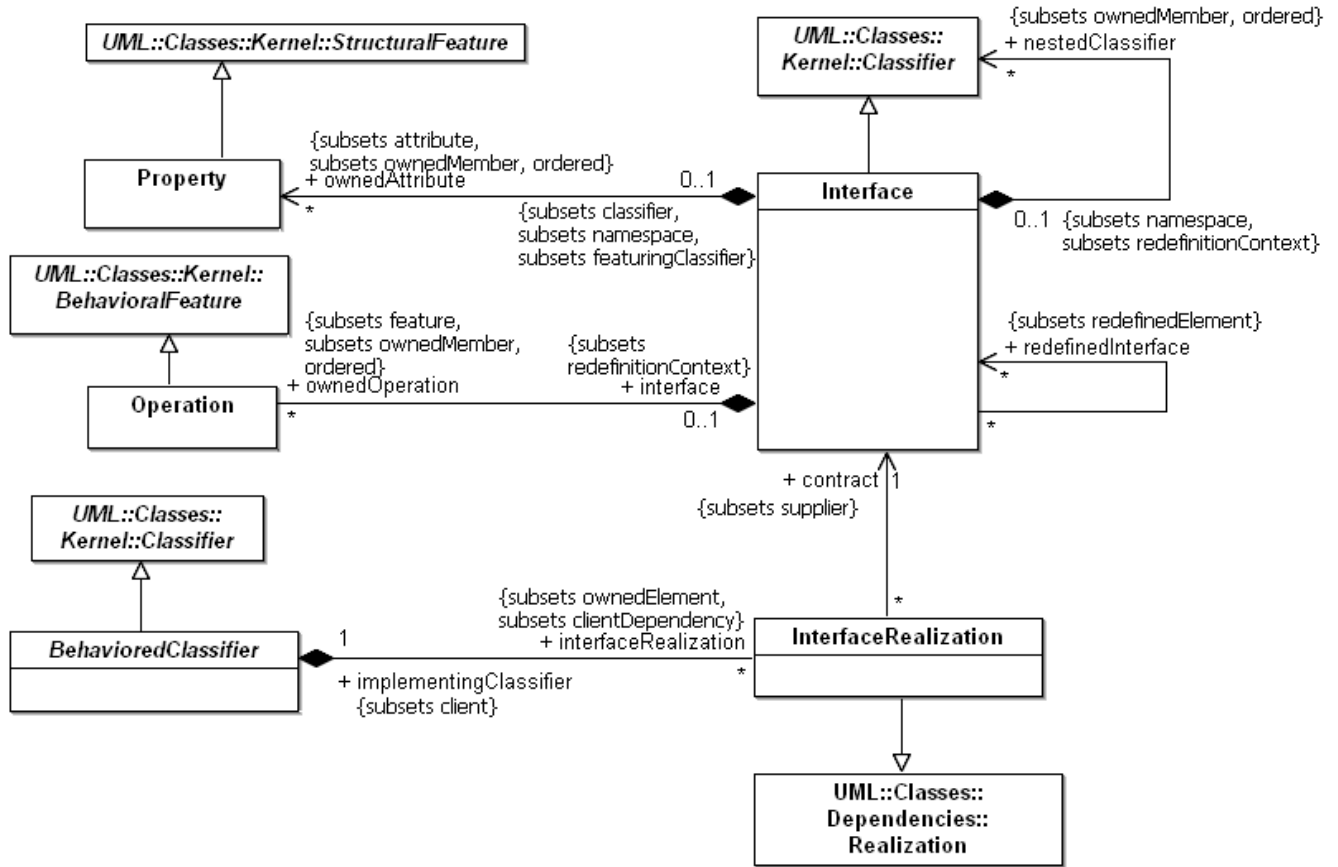 UML::Classes::Kernel::StructuralFeature
UML::Classes::
Kernel::Classifier
{subsets ownedMember, ordered}
+ nestedClassifier
*
Property
{subsets attribute,
subsets ownedMember, ordered}
+ ownedAttribute
*
0..1
{subsets classifier,
subsets namespace,
subsets featuringClassifier}
Interface
0..1 {subsets namespace,
subsets redefinitionContext}
UML::Classes::Kernel::
BehavioralFeature
{subsets feature,
subsets ownedMember,
ordered}
+ ownedOperation
*
{subsets
redefinitionContext}
+ interface
0..1
{subsets redefinedElement}
+ redefinedInterface
*
*
Operation
+ contract 1
{subsets supplier}
*
UML::Classes::
Kernel::Classifier
BehavioredClassifier
1
+ implementingClassifier
{subsets client}
{subsets ownedElement,
subsets clientDependency}
+ interfaceRealization
*
InterfaceRealization
UML::Classes::
Dependencies::
Realization